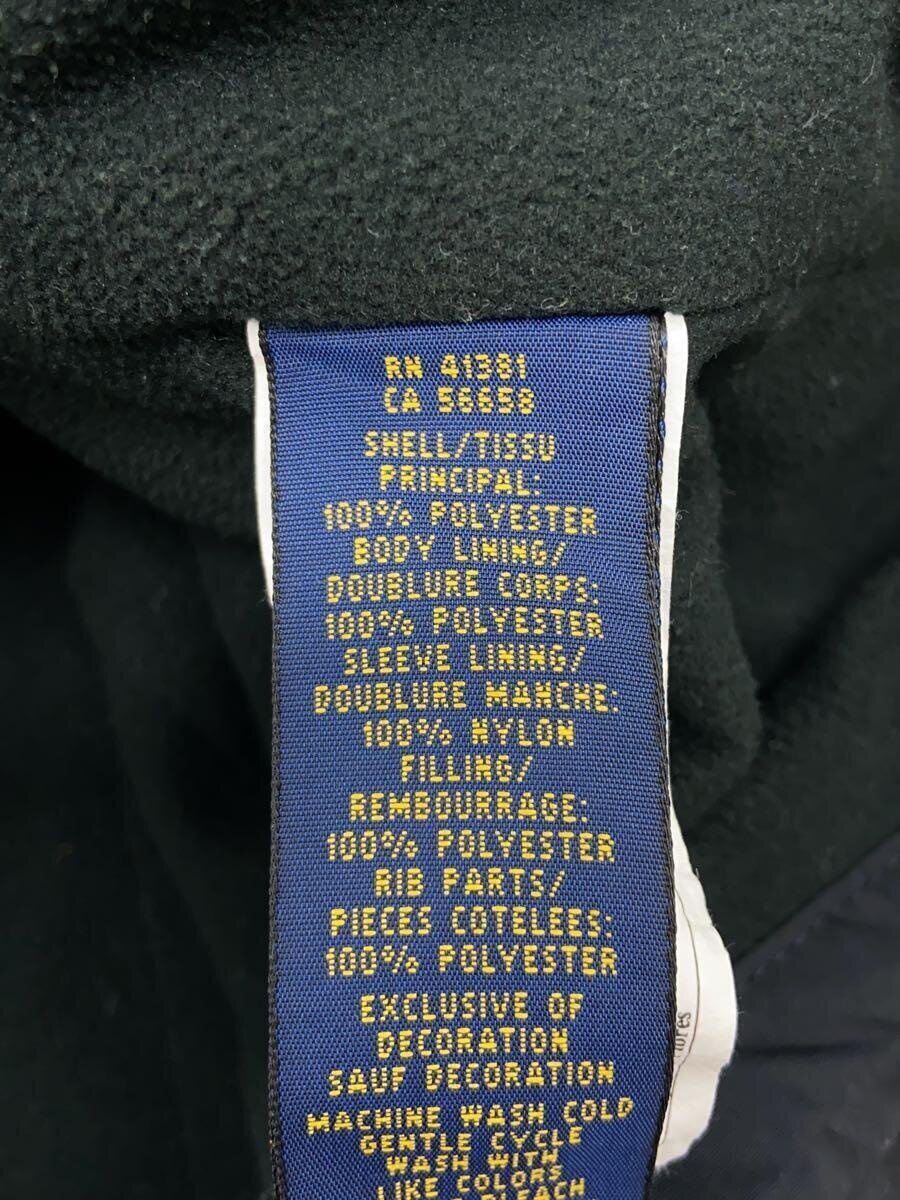 RN 41381
CA 56658
SHELL/TISSU
PRINCIPAL:
100% POLYESTER
BODY LINING/
DOUBLURE CORPS:
100% POLYESTER
SLEEVE LINING/
DOUBLURE MANCHE:
100% NYLON
FILLING/
REMBOURRAGE:
100% POLYESTER
RIB PARTS/
PIECES COTELEES:
100% POLYESTER
EXCLUSIVE OF
DECORATION
SAUF DECORATION
MACHINE WASH COLD
GENTLE CYCLE
WASH WITH
LIKE COLORS
BLEACH